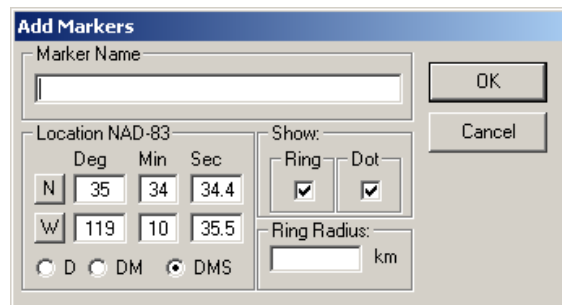 Add Markers
Marker Name
OK
Cancel
Location NAD-83
Deg Min Sec
N 35 34 34.4
W 119 10 35.5
D DM DMS
Show:
Ring Dot
Ring Radius:
km